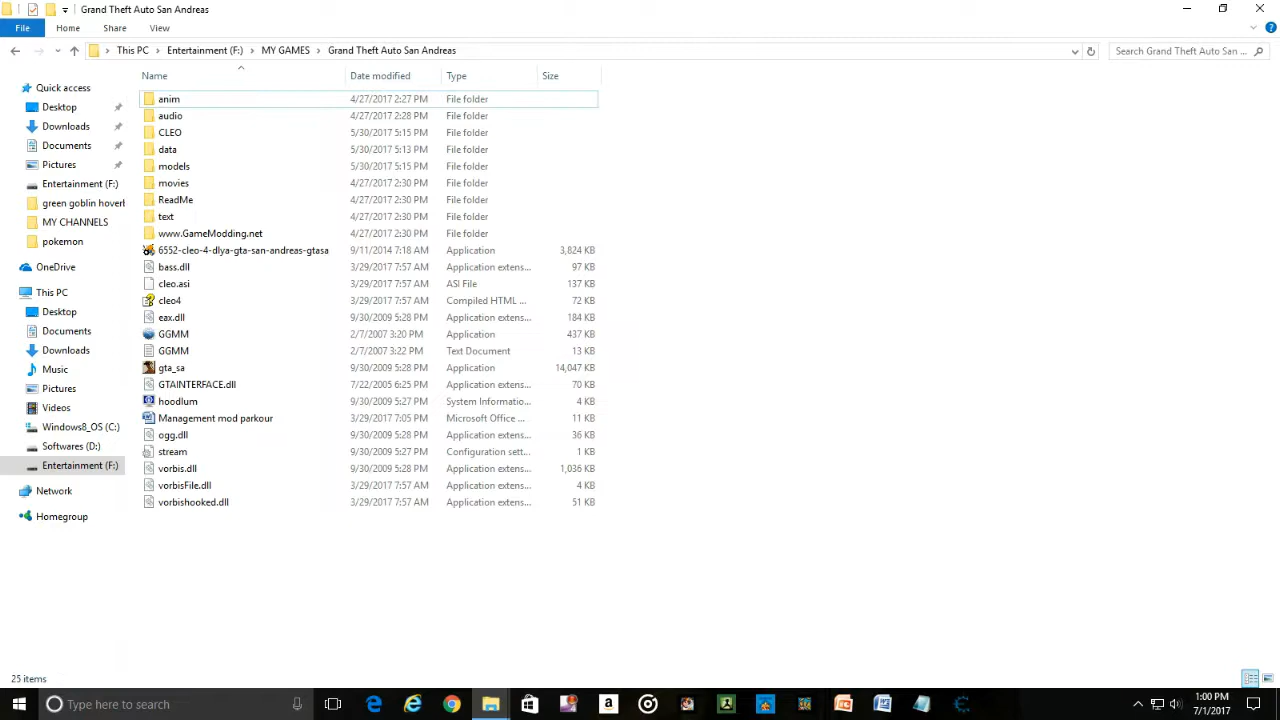 Grand Theft Auto San Andreas
File Home Share View
This PC Entertainment (F:) MY GAMES Grand Theft Auto San Andreas Search Grand Theft Auto San ...
Name Date modified Type Size
Quick access
Desktop
Downloads
Documents
Pictures
Entertainment (F:)
green goblin hovert
MY CHANNELS
pokemon
OneDrive
This PC
Desktop
Documents
Downloads
Music
Pictures
Videos
Windows8_OS (C:)
Softwares (D:)
Entertainment (F:)
Network
Homegroup
anim 4/27/2017 2:27 PM File folder
audio 4/27/2017 2:28 PM File folder
CLEO 5/30/2017 5:15 PM File folder
data 5/30/2017 5:13 PM File folder
models 5/30/2017 5:15 PM File folder
movies 4/27/2017 2:30 PM File folder
ReadMe 4/27/2017 2:30 PM File folder
text 4/27/2017 2:30 PM File folder
www.GameModding.net 4/27/2017 2:30 PM File folder
6552-cleo-4-dlya-gta-san-andreas-gtasa 9/11/2014 7:18 AM Application 3,824 KB
bass.dll 3/29/2017 7:57 AM Application extens... 97 KB
cleo.asi 3/29/2017 7:57 AM ASI File 137 KB
cleo4 3/29/2017 7:57 AM Compiled HTML ... 72 KB
eax.dll 9/30/2009 5:28 PM Application extens... 184 KB
GGMM 2/7/2007 3:20 PM Application 437 KB
GGMM 2/7/2007 3:22 PM Text Document 13 KB
gta_sa 9/30/2009 5:28 PM Application 14,047 KB
GTAINTERFACE.dll 7/22/2005 6:25 PM Application extens... 70 KB
hoodlum 9/30/2009 5:27 PM System Informatio... 4 KB
Management mod parkour 3/29/2017 7:05 PM Microsoft Office ... 11 KB
ogg.dll 9/30/2009 5:28 PM Application extens... 36 KB
stream 9/30/2009 5:27 PM Configuration sett... 1 KB
vorbis.dll 9/30/2009 5:28 PM Application extens... 1,036 KB
vorbisFile.dll 3/29/2017 7:57 AM Application extens... 4 KB
vorbishooked.dll 3/29/2017 7:57 AM Application extens... 51 KB
25 items
Type here to search
1:00 PM
7/1/2017